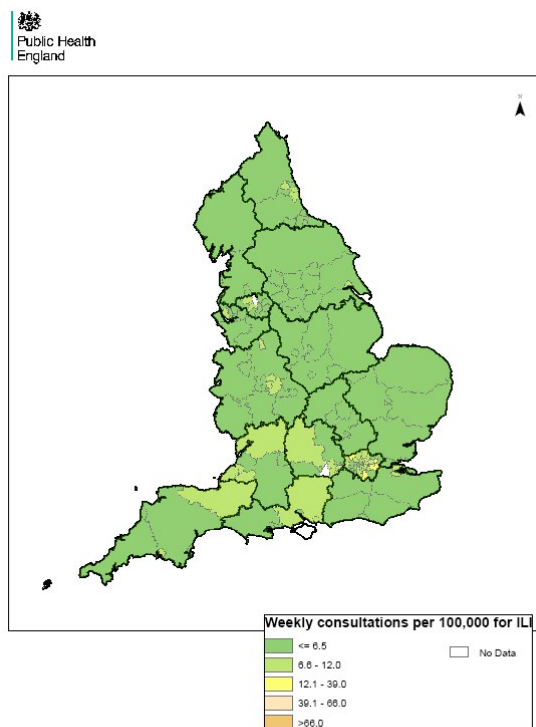 Public Health
England
N
Weekly consultations per 100,000 for ILI
<= 6.5
6.6 - 12.0
12.1 - 39.0
39.1 - 66.0
>66.0
No Data